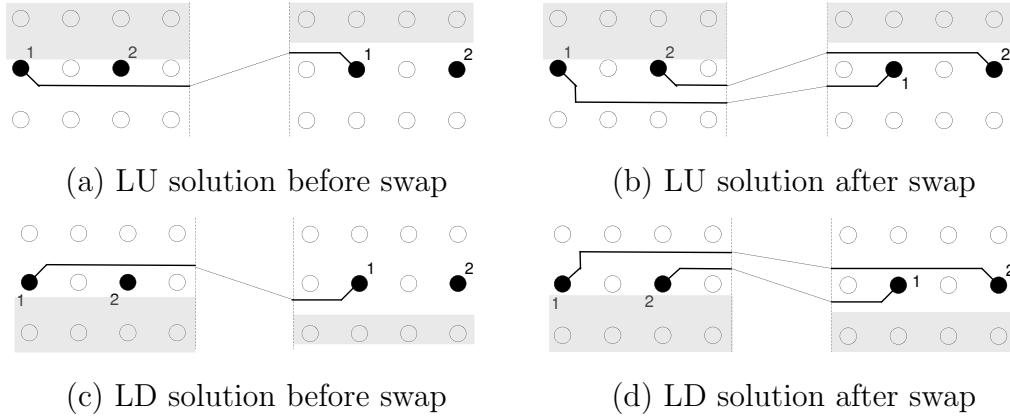 1 2 1 2
1 2 1 2
(a) LU solution before swap
(b) LU solution after swap
1 2 1 2
1 2 1 2
(c) LD solution before swap
(d) LD solution after swap